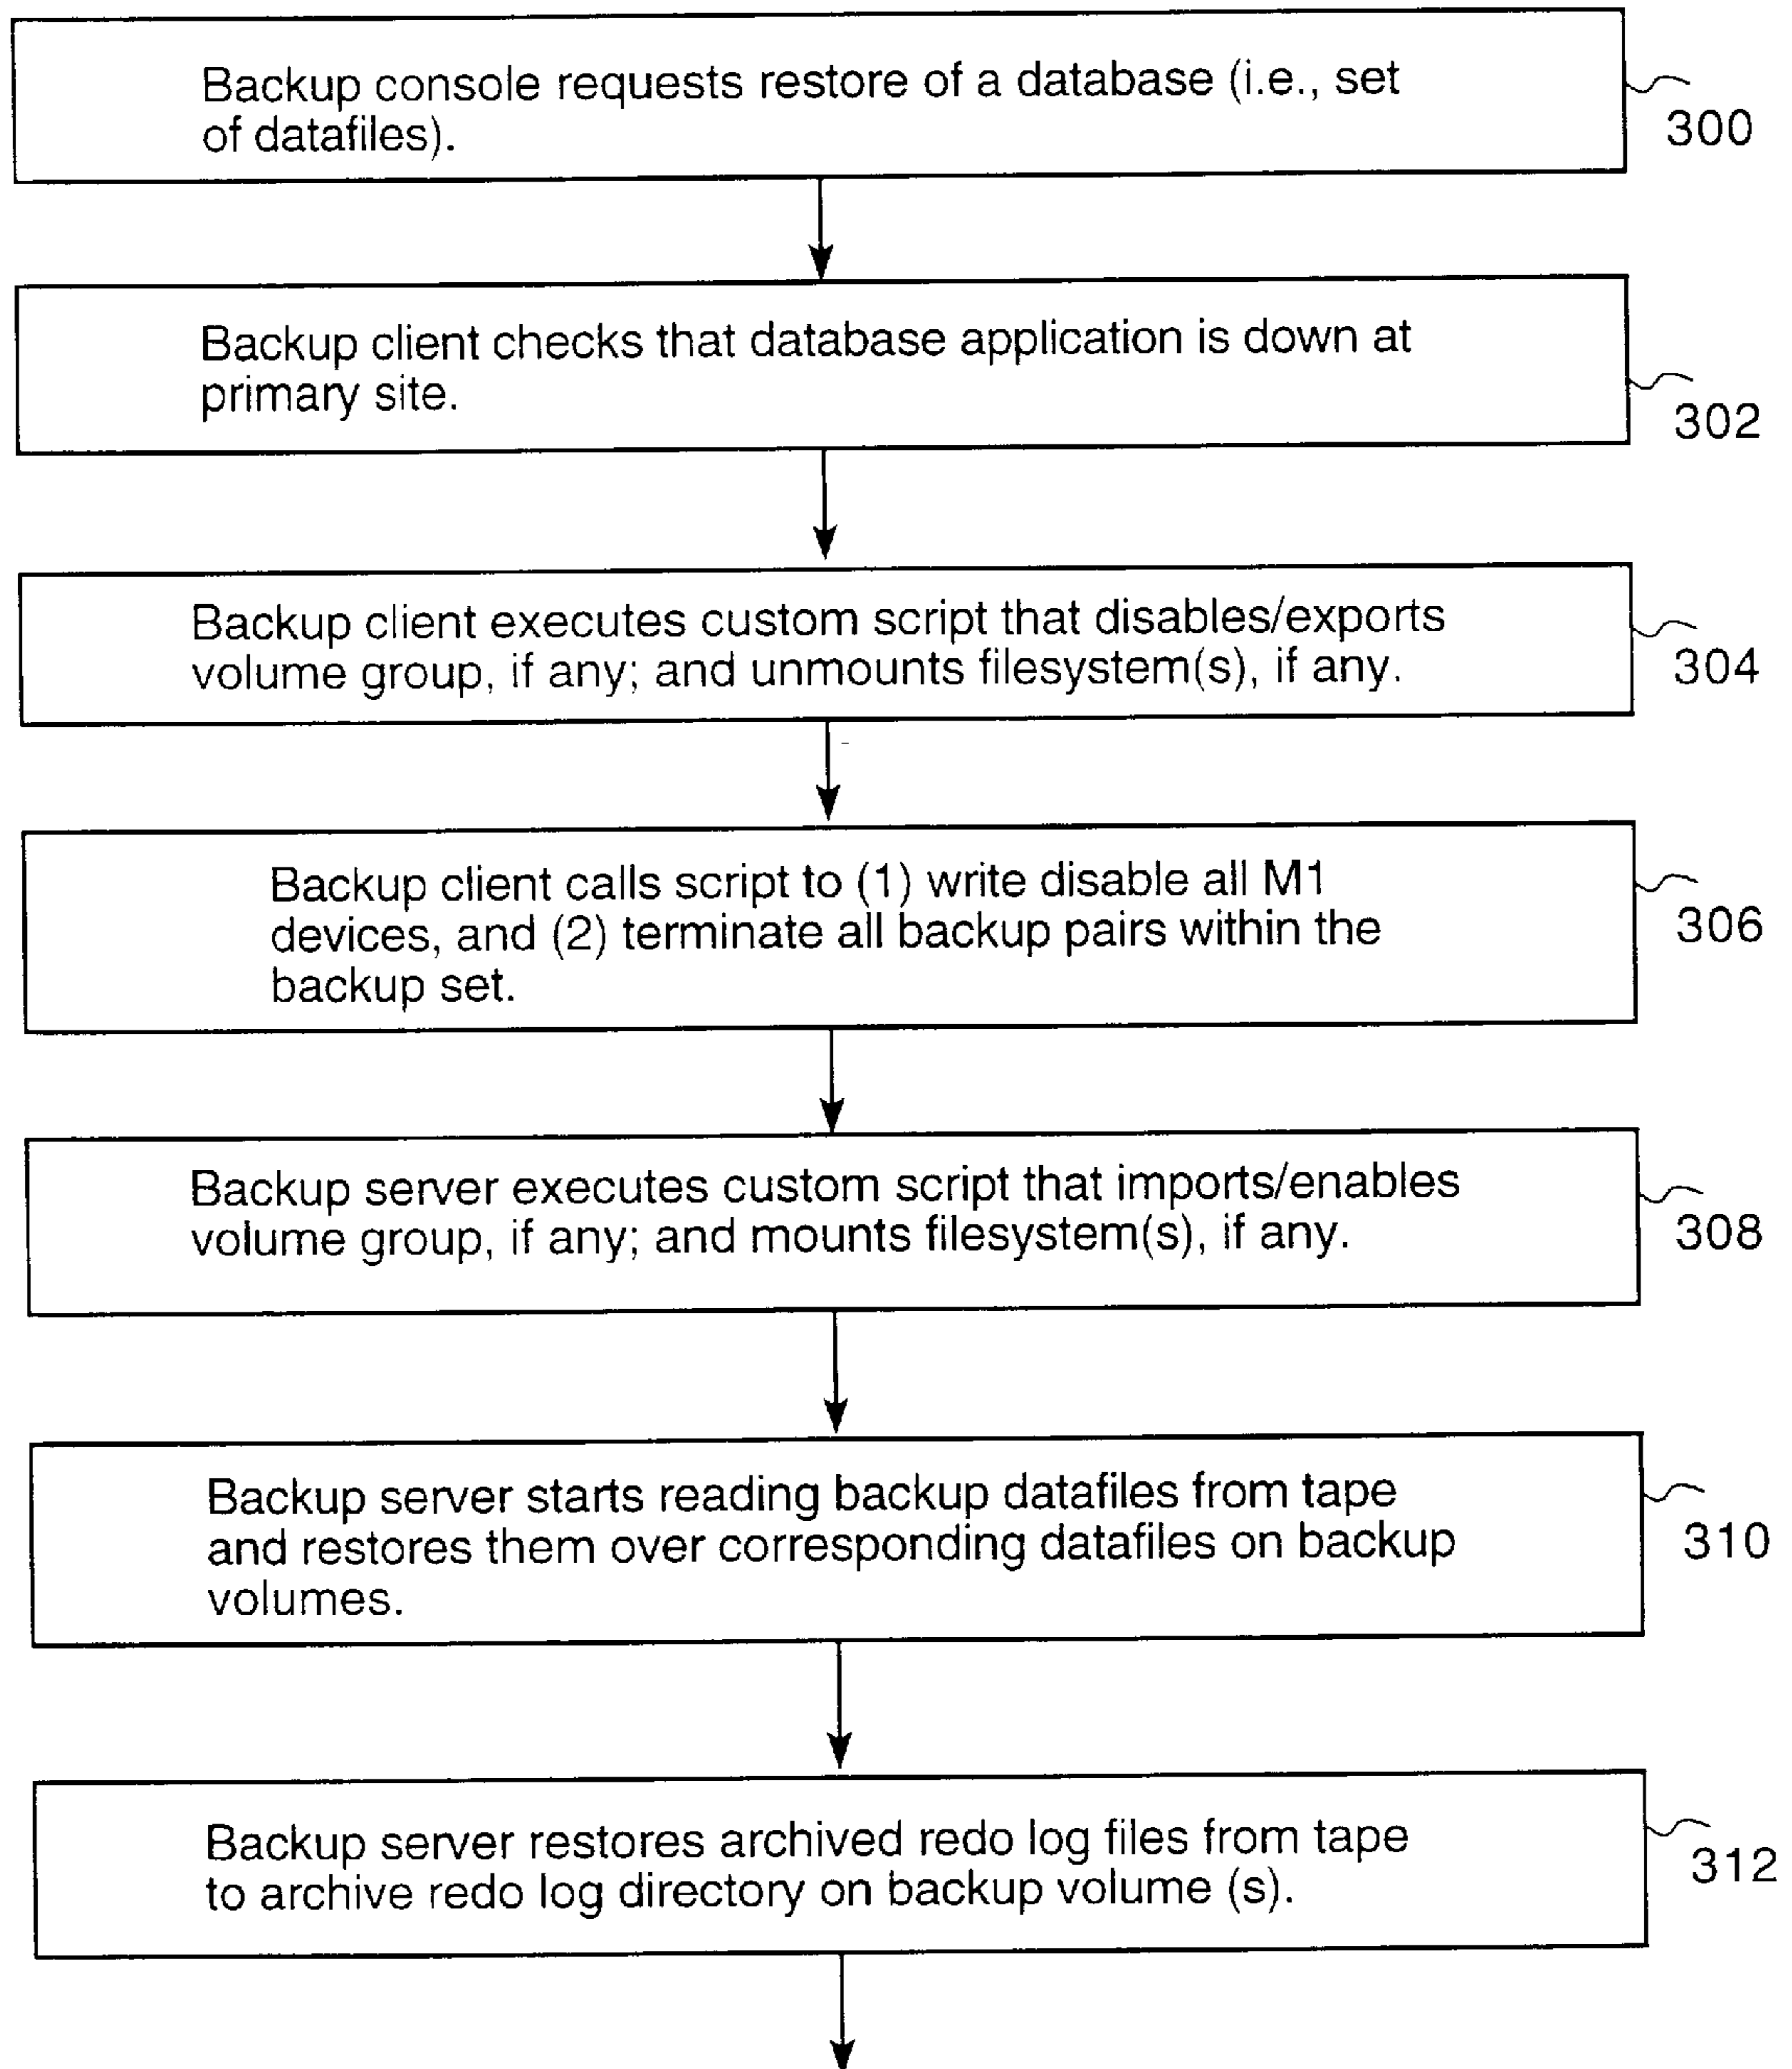 Backup console requests restore of a database (i.e., set
of datafiles).
300
Backup client checks that database application is down at
primary site.
302
Backup client executes custom script that disables/exports
volume group, if any; and unmounts filesystem(s), if any.
304
Backup client calls script to (1) write disable all M1
devices, and (2) terminate all backup pairs within the
backup set.
306
Backup server executes custom script that imports/enables
volume group, if any; and mounts filesystem(s), if any.
308
Backup server starts reading backup datafiles from tape
and restores them over corresponding datafiles on backup
volumes.
310
Backup server restores archived redo log files from tape
to archive redo log directory on backup volume (s).
312